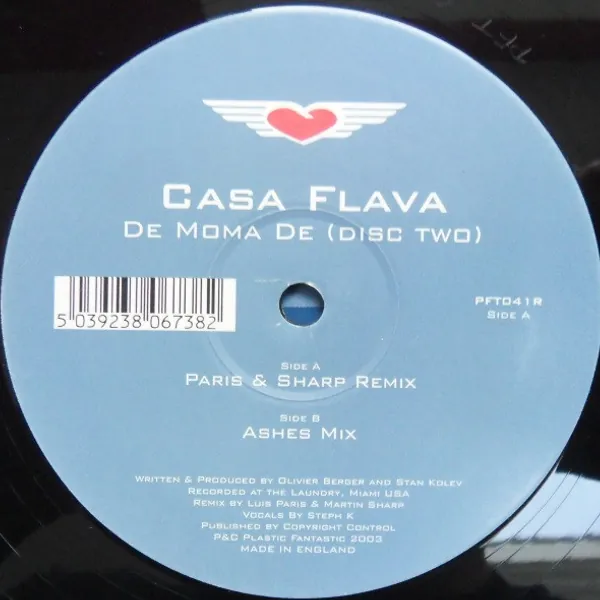 CASA FLAVA
DE MOMA DE (DISC TWO)
5 039238 067382
PFT041R
SIDE A
SIDE A
PARIS & SHARP REMIX
SIDE B
ASHES MIX
WRITTEN & PRODUCED BY OLIVIER BERGER AND STAN KOLEV
RECORDED AT THE LAUNDRY, MIAMI USA
REMIX BY LUIS PARIS & MARTIN SHARP
VOCALS BY STEPH K
PUBLISHED BY COPYRIGHT CONTROL
P&C PLASTIC FANTASTIC 2003
MADE IN ENGLAND